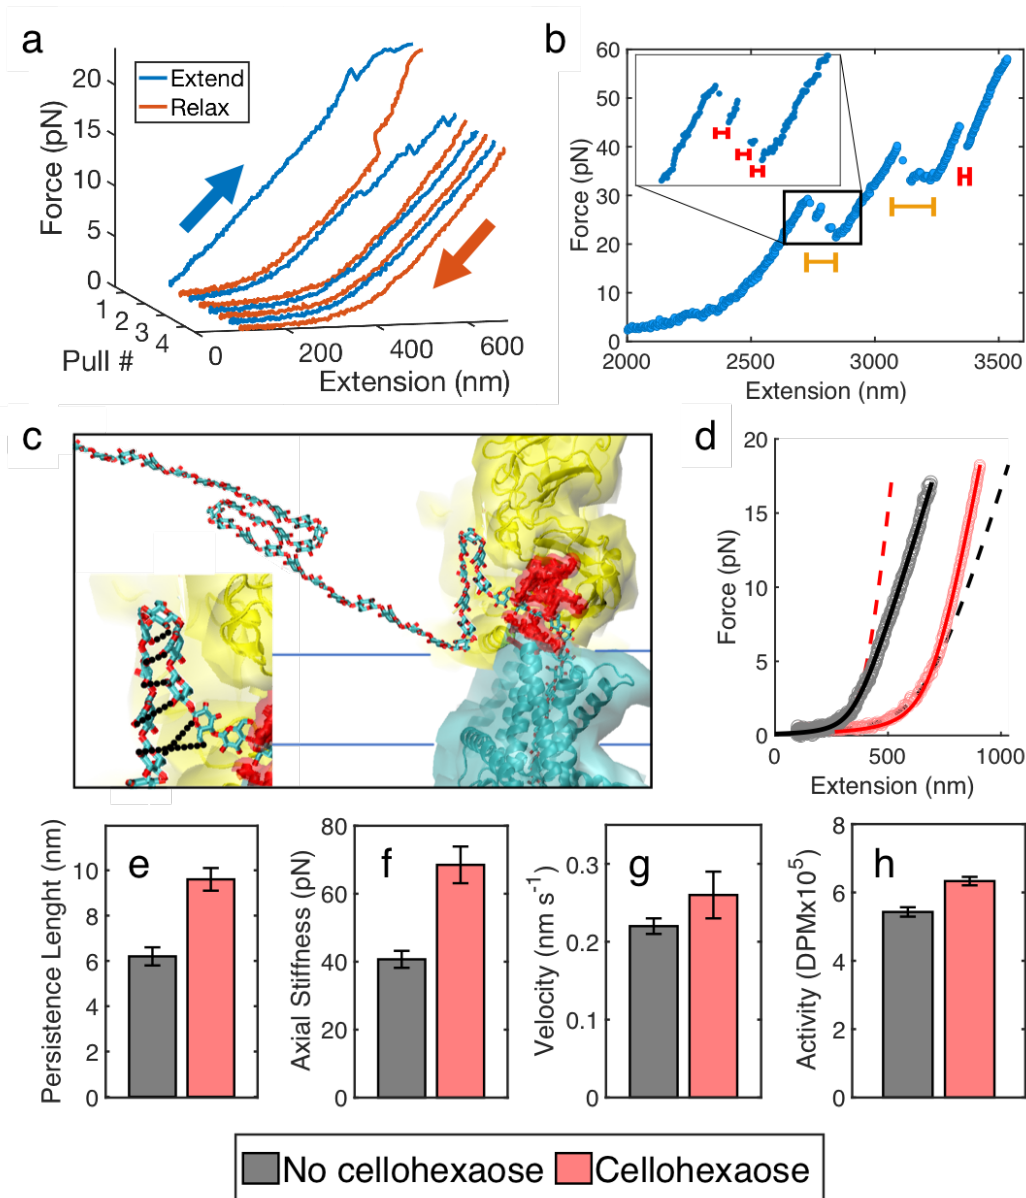 a
Force (pN)
20
15
10
5
0
Extend
Relax
1
2
3
4
Pull #
0
200
400
600
Extension (nm)
b
Force (pN)
60
50
40
30
20
10
0
2000
2500
3000
3500
Extension (nm)
c
d
Force (pN)
20
15
10
5
0
0
500
1000
Extension (nm)
e
Persistence Lenght (nm)
10
8
6
4
2
0
f
Axial Stiffness (pN)
80
60
40
20
0
g
Velocity (nm s⁻¹)
0.3
0.2
0.1
0
h
Activity (DPMx10⁵)
8
6
4
2
0
No cellohexaose
Cellohexaose